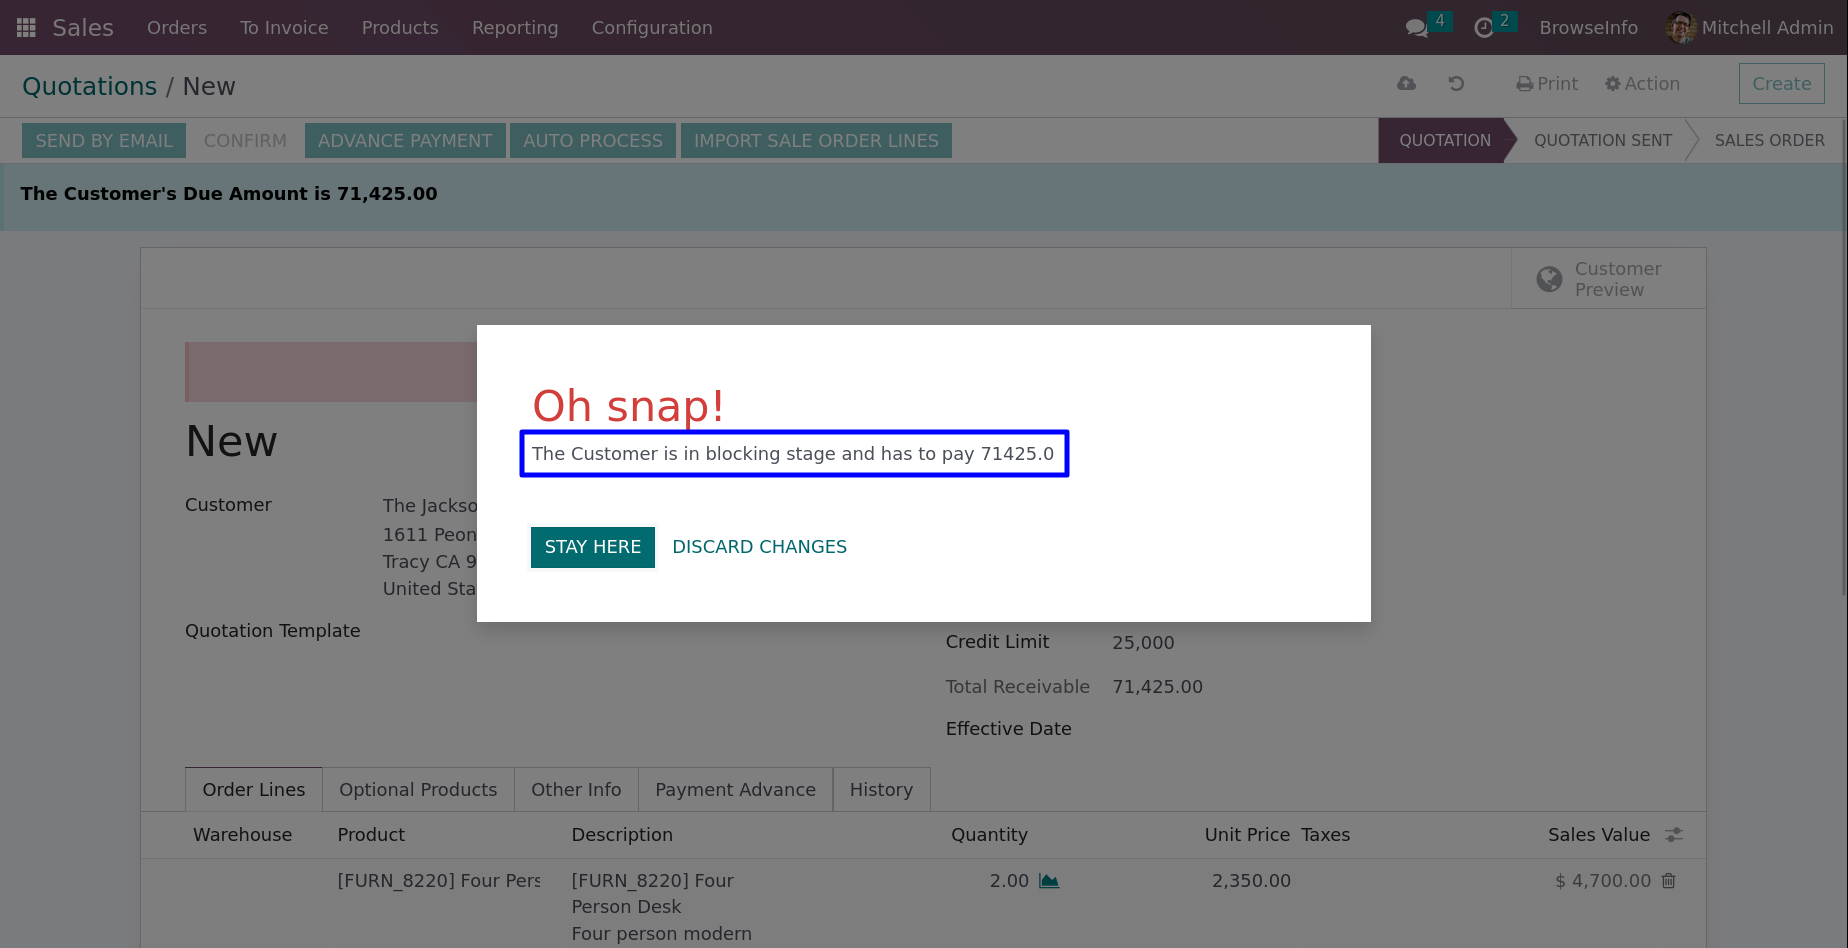 Sales Orders To Invoice Products Reporting Configuration 4 2 BrowseInfo Mitchell Admin
Quotations / New Print Action Create
SEND BY EMAIL CONFIRM ADVANCE PAYMENT AUTO PROCESS IMPORT SALE ORDER LINES QUOTATION QUOTATION SENT SALES ORDER
The Customer's Due Amount is 71,425.00
Customer
Preview
Oh snap!
The Customer is in blocking stage and has to pay 71425.0
STAY HERE DISCARD CHANGES
New
Customer The Jackso
1611 Peon
Tracy CA 9
United Sta
Quotation Template
Credit Limit 25,000
Total Receivable 71,425.00
Effective Date
Order Lines Optional Products Other Info Payment Advance History
Warehouse Product Description Quantity Unit Price Taxes Sales Value
[FURN_8220] Four Pers [FURN_8220] Four 2.00 2,350.00 $ 4,700.00
Person Desk
Four person modern